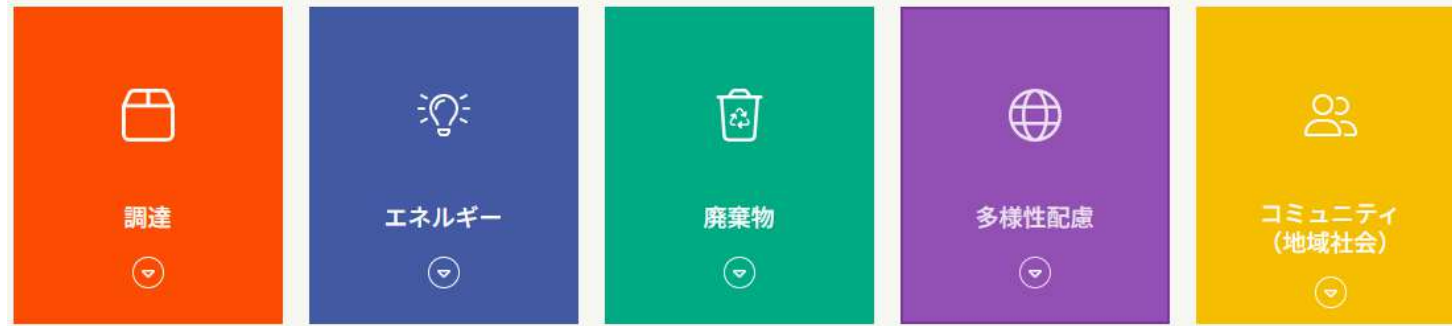 調達
エネルギー
廃棄物
多様性配慮
コミュニティ
（地域社会）